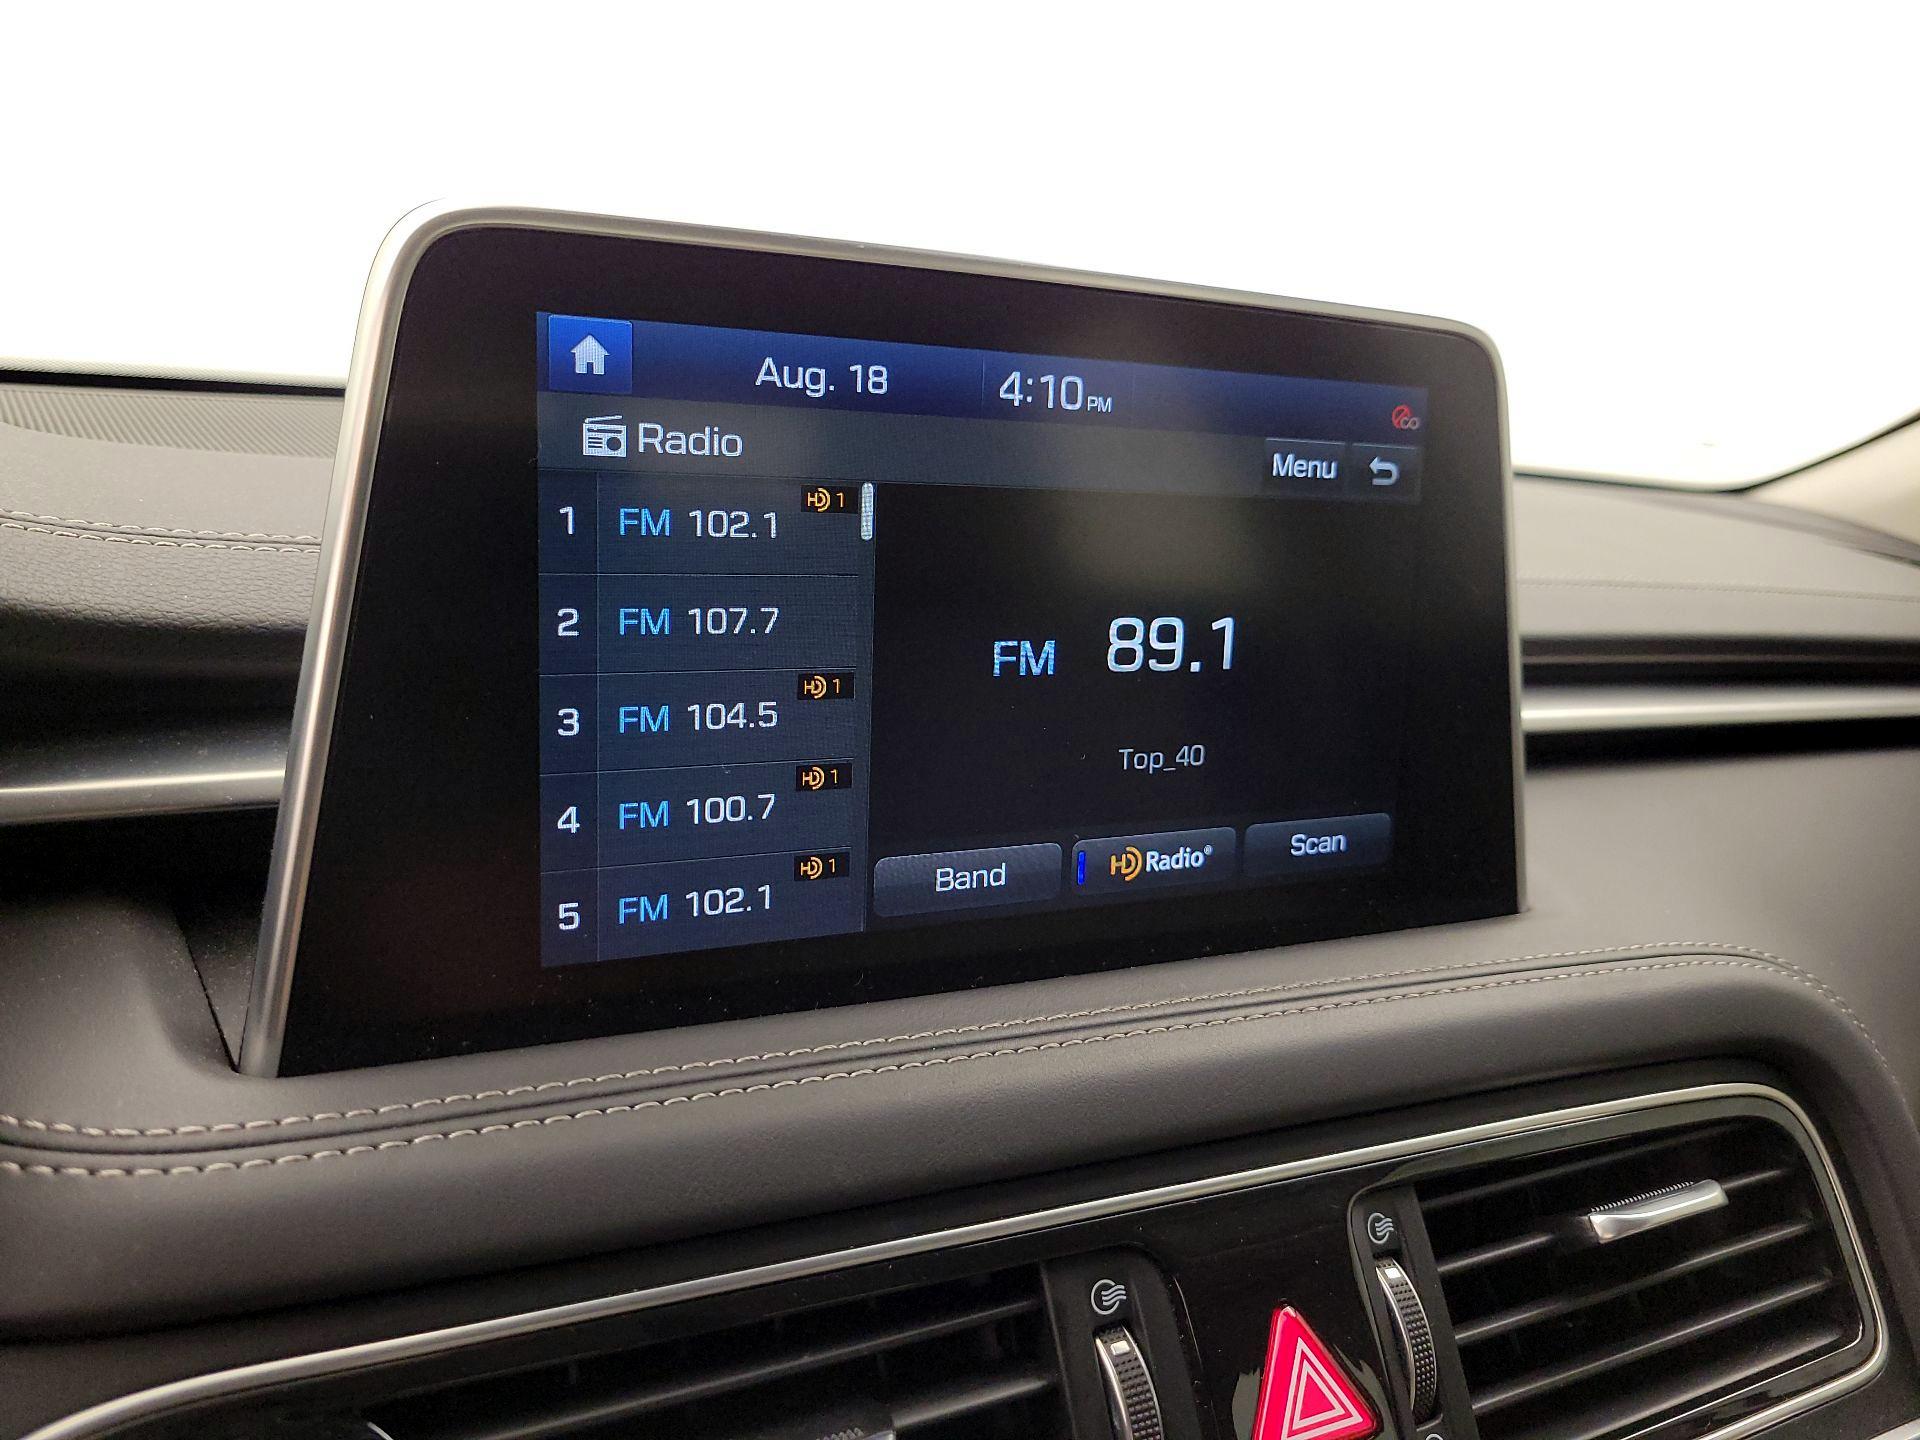 Aug. 18 4:10 PM
Radio
Menu
1 FM 102.1 HD 1
2 FM 107.7
3 FM 104.5 HD 1
4 FM 100.7 HD 1
5 FM 102.1 HD 1
FM 89.1
Top_40
Band HD Radio® Scan